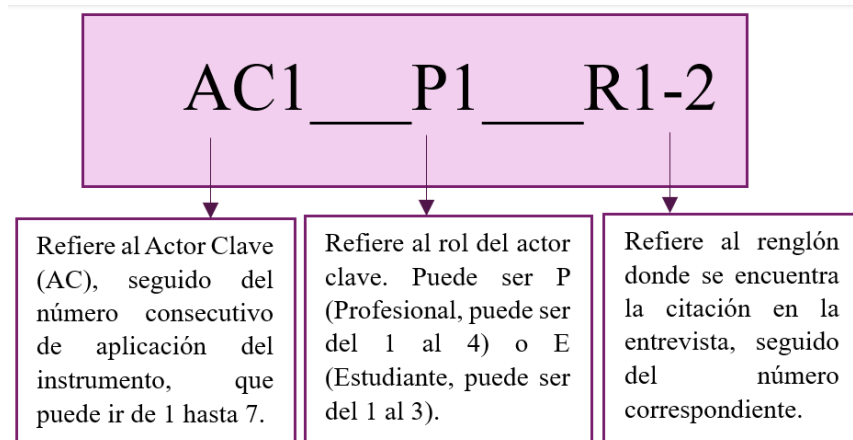 AC1___P1___R1-2
Refiere al Actor Clave
(AC), seguido del
número consecutivo
de aplicación del
instrumento, que
puede ir de 1 hasta 7.
Refiere al rol del actor
clave. Puede ser P
(Profesional, puede ser
del 1 al 4) o E
(Estudiante, puede ser
del 1 al 3).
Refiere al renglón
donde se encuentra
la citación en la
entrevista, seguido
del número
correspondiente.